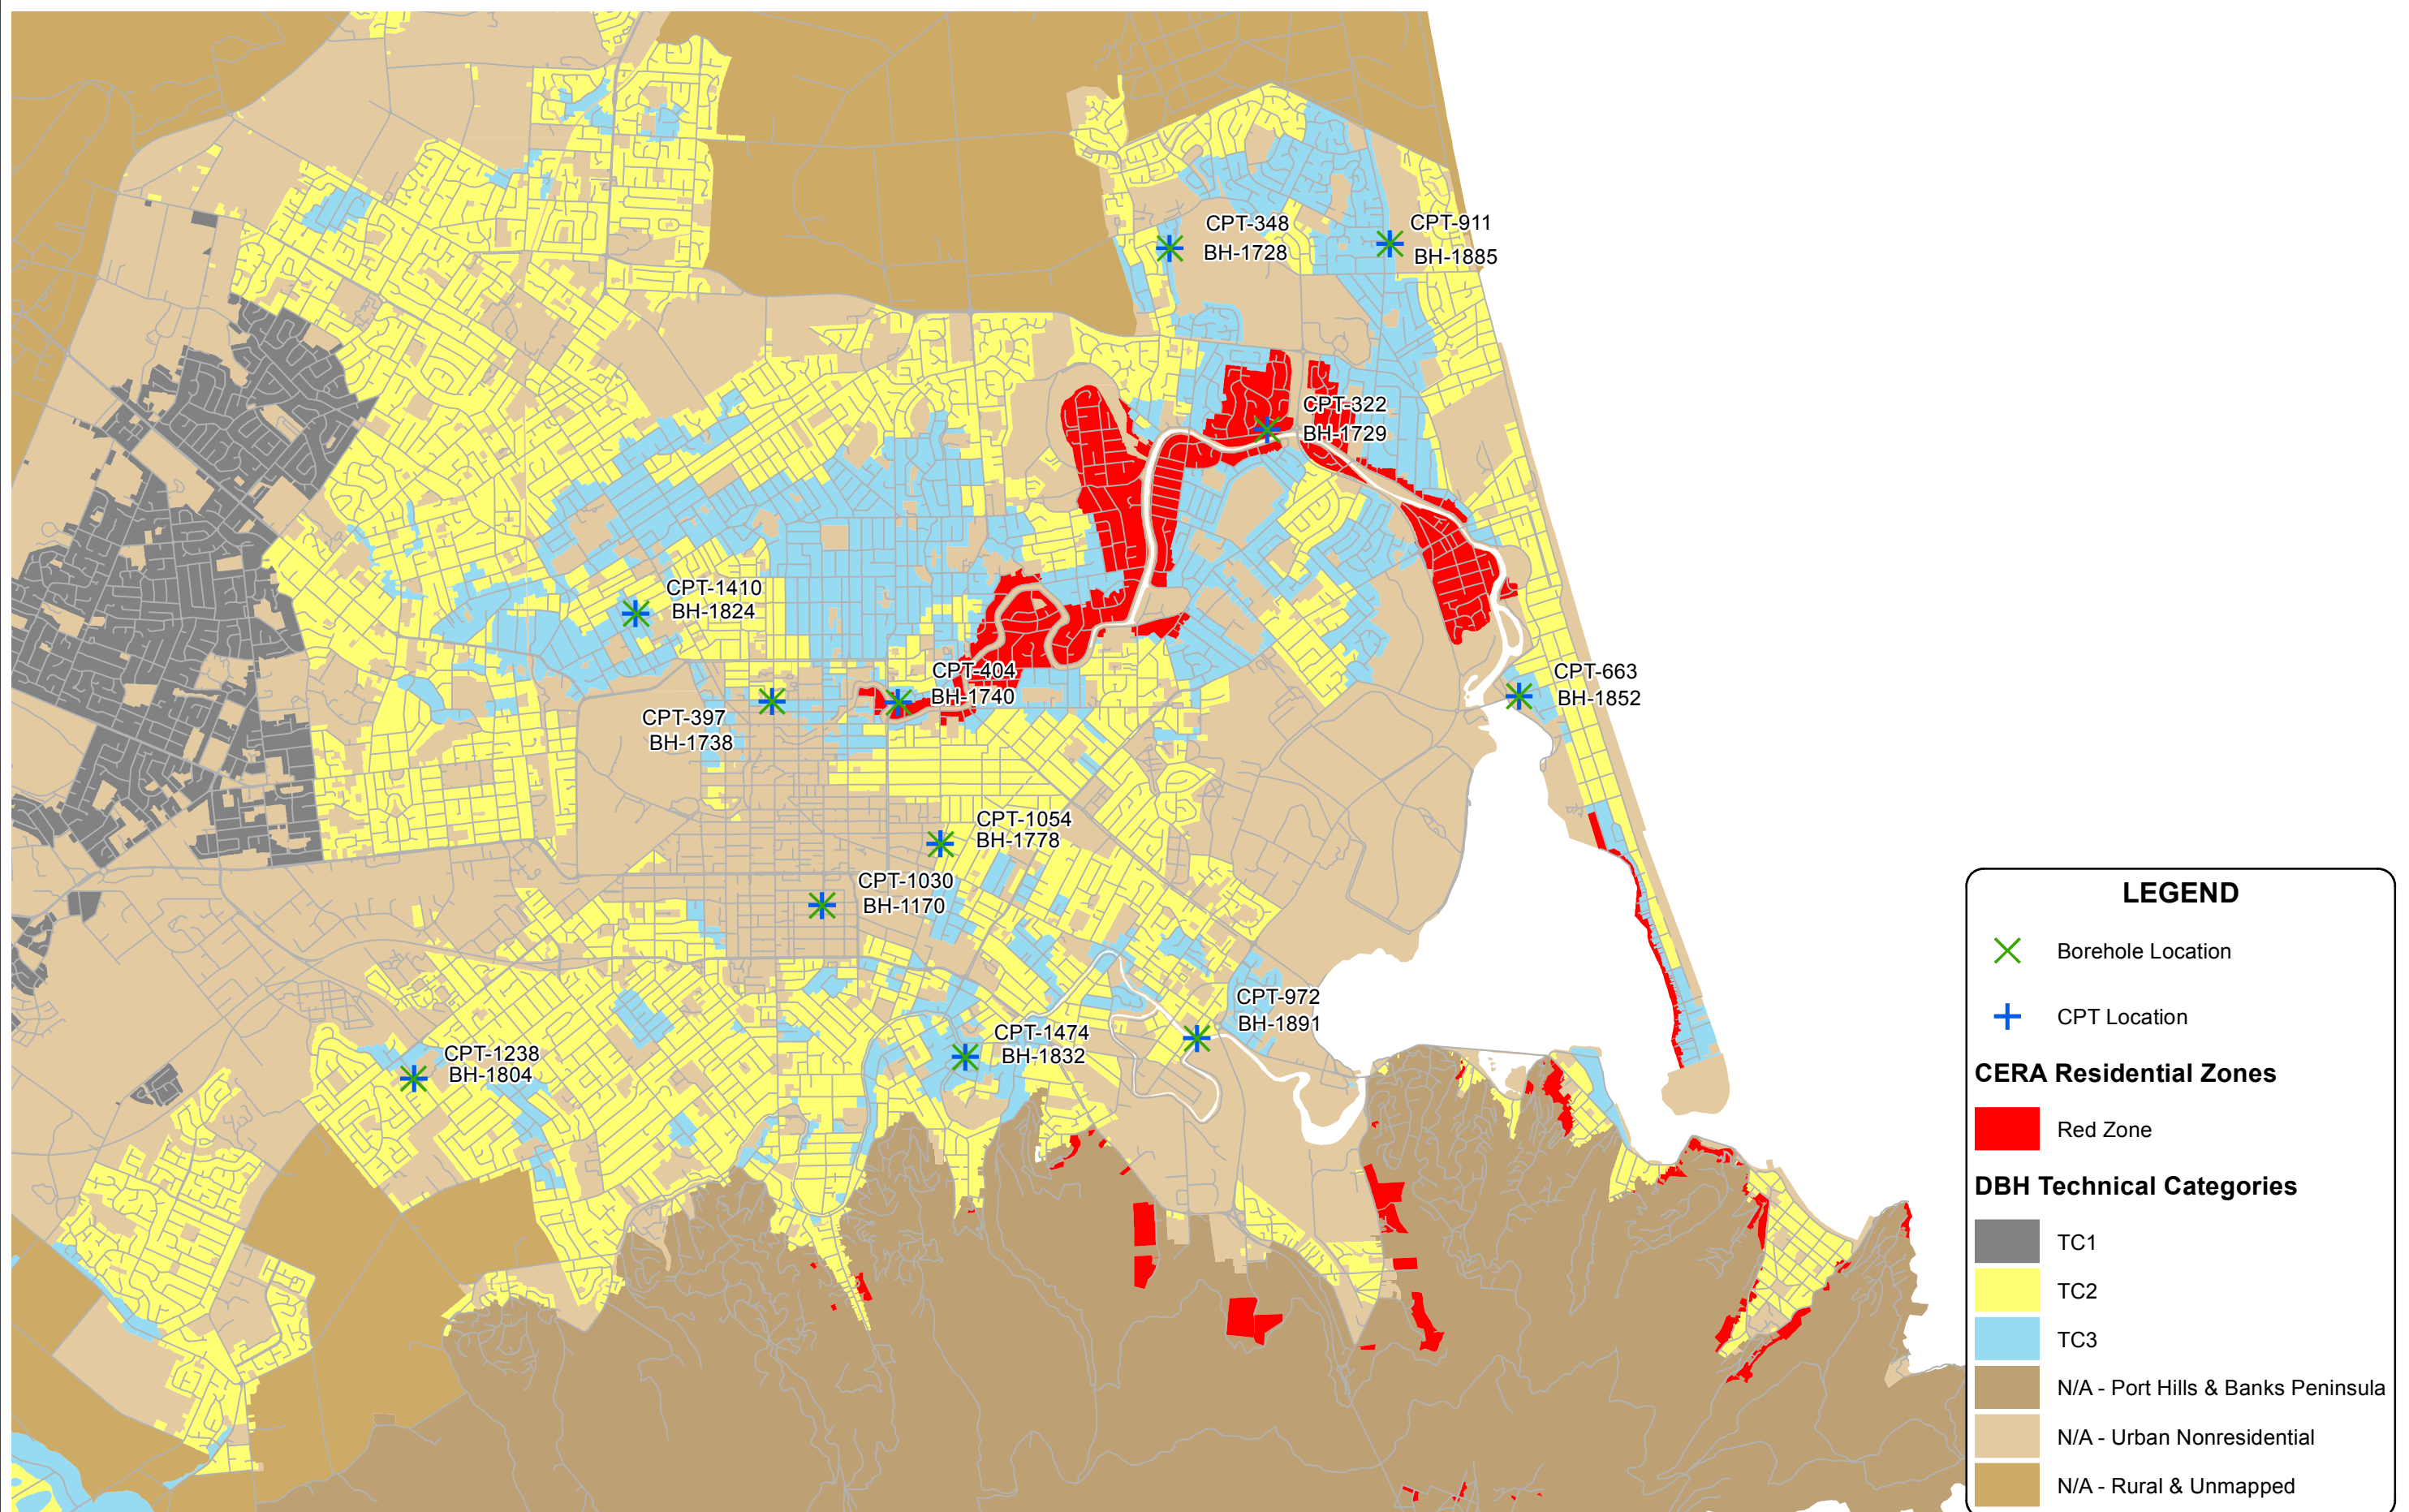 CPT-348
BH-1728
CPT-911
BH-1885
CPT-322
BH-1729
CPT-1410
BH-1824
CPT-404
BH-1740
CPT-663
BH-1852
CPT-397
BH-1738
CPT-1054
BH-1778
CPT-1030
BH-1170
CPT-972
BH-1891
CPT-1474
BH-1832
CPT-1238
BH-1804
LEGEND
Borehole Location
CPT Location
CERA Residential Zones
Red Zone
DBH Technical Categories
TC1
TC2
TC3
N/A - Port Hills & Banks Peninsula
N/A - Urban Nonresidential
N/A - Rural & Unmapped